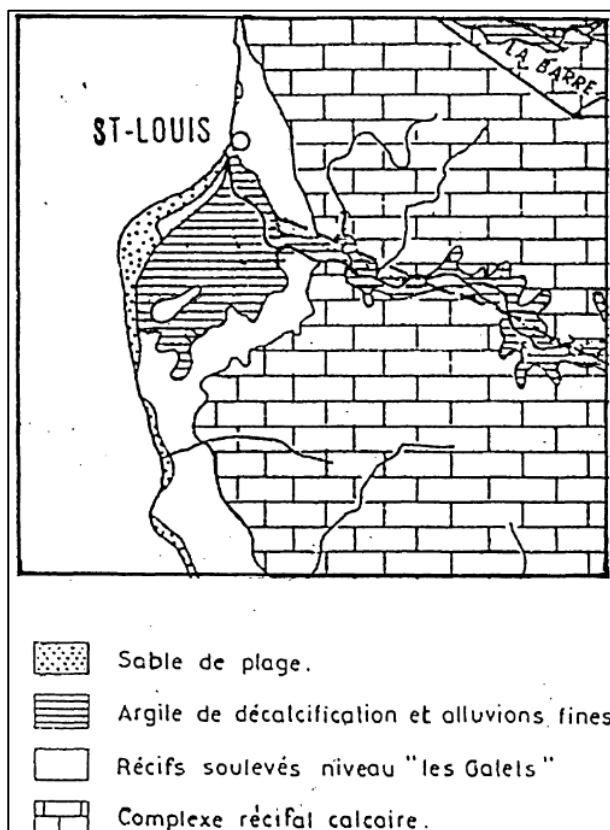 LA BARRE
ST-LOUIS
Sable de plage.
Argile de décalcification et alluvions fines
Récifs soulevés niveau "les Galets"
Complexe récifal calcaire.